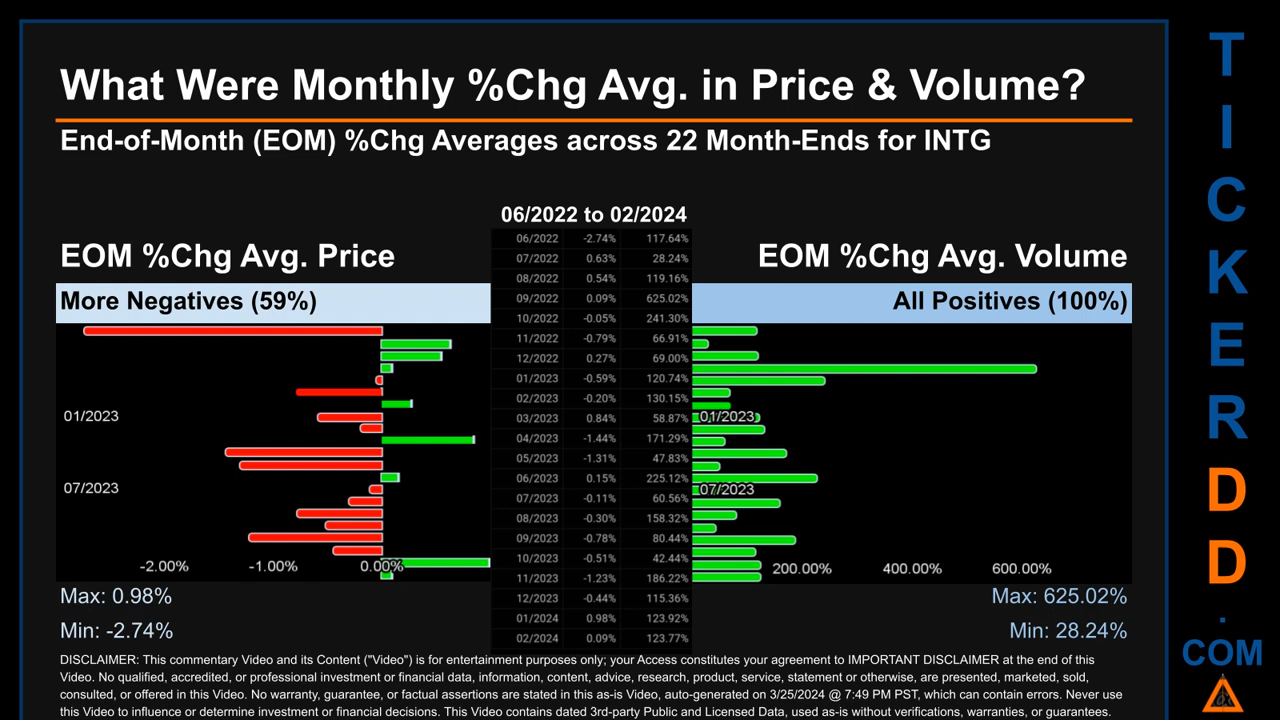 What Were Monthly %Chg Avg. in Price & Volume?
End-of-Month (EOM) %Chg Averages across 22 Month-Ends for INTG
06/2022 to 02/2024
EOM %Chg Avg. Price
EOM %Chg Avg. Volume
More Negatives (59%)
All Positives (100%)
06/2022 -2.74% 117.64%
07/2022 0.63% 28.24%
08/2022 0.54% 119.16%
09/2022 0.09% 625.02%
10/2022 -0.05% 241.30%
11/2022 -0.79% 66.91%
12/2022 0.27% 69.00%
01/2023 -0.59% 120.74%
02/2023 -0.20% 130.15%
03/2023 0.84% 58.87%
04/2023 -1.44% 171.29%
05/2023 -1.31% 47.83%
06/2023 0.15% 225.12%
07/2023 -0.11% 60.56%
08/2023 -0.30% 158.32%
09/2023 -0.78% 80.44%
10/2023 -0.51% 42.44%
11/2023 -1.23% 186.22%
12/2023 -0.44% 115.36%
01/2024 0.98% 123.92%
02/2024 0.09% 123.77%
01/2023
07/2023
-2.00% -1.00% 0.00%
01/2023
07/2023
200.00% 400.00% 600.00%
Max: 0.98%
Min: -2.74%
Max: 625.02%
Min: 28.24%
DISCLAIMER: This commentary Video and its Content ("Video") is for entertainment purposes only; your Access constitutes your agreement to IMPORTANT DISCLAIMER at the end of this
Video. No qualified, accredited, or professional investment or financial data, information, content, advice, research, product, service, statement or otherwise, are presented, marketed, sold,
consulted, or offered in this Video. No warranty, guarantee, or factual assertions are stated in this as-is Video, auto-generated on 3/25/2024 @ 7:49 PM PST, which can contain errors. Never use
this Video to influence or determine investment or financial decisions. This Video contains dated 3rd-party Public and Licensed Data, used as-is without verifications, warranties, or guarantees.
T
I
C
K
E
R
D
D
.
COM